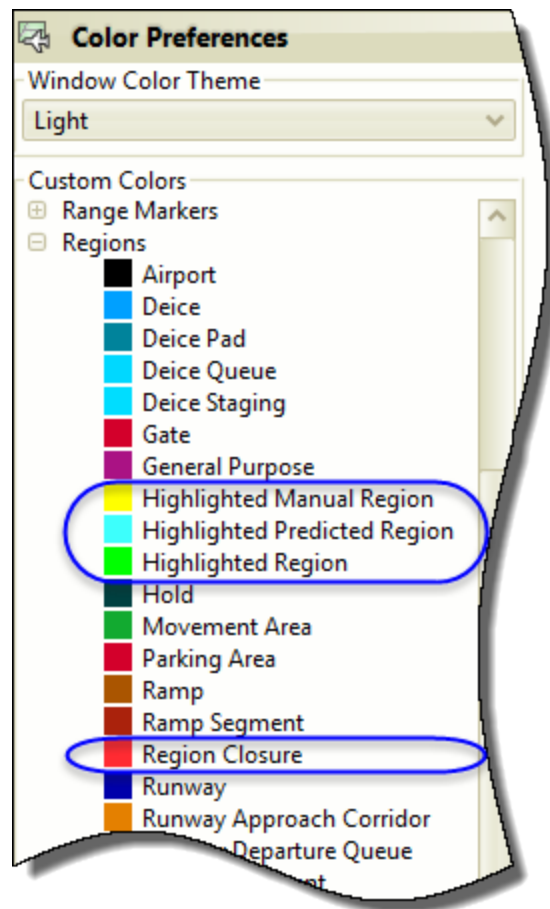 Color Preferences
Window Color Theme
Light
Custom Colors
Range Markers
Regions
Airport
Deice
Deice Pad
Deice Queue
Deice Staging
Gate
General Purpose
Highlighted Manual Region
Highlighted Predicted Region
Highlighted Region
Hold
Movement Area
Parking Area
Ramp
Ramp Segment
Region Closure
Runway
Runway Approach Corridor
Departure Queue